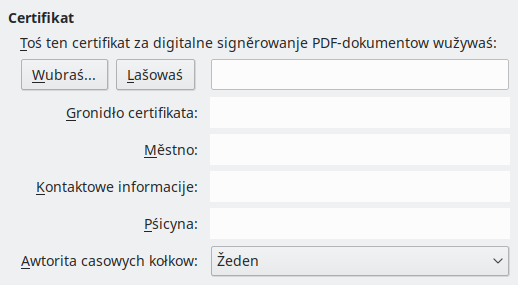 Certifikat
Toś ten certifikat za digitalne signěrowanje PDF-dokumentow wužywaś:
Wubraś... Lašowaś
Gronidło certifikata:
Městno:
Kontaktowe informacije:
Pśicyna:
Awtorita casowych kołkow: Žeden